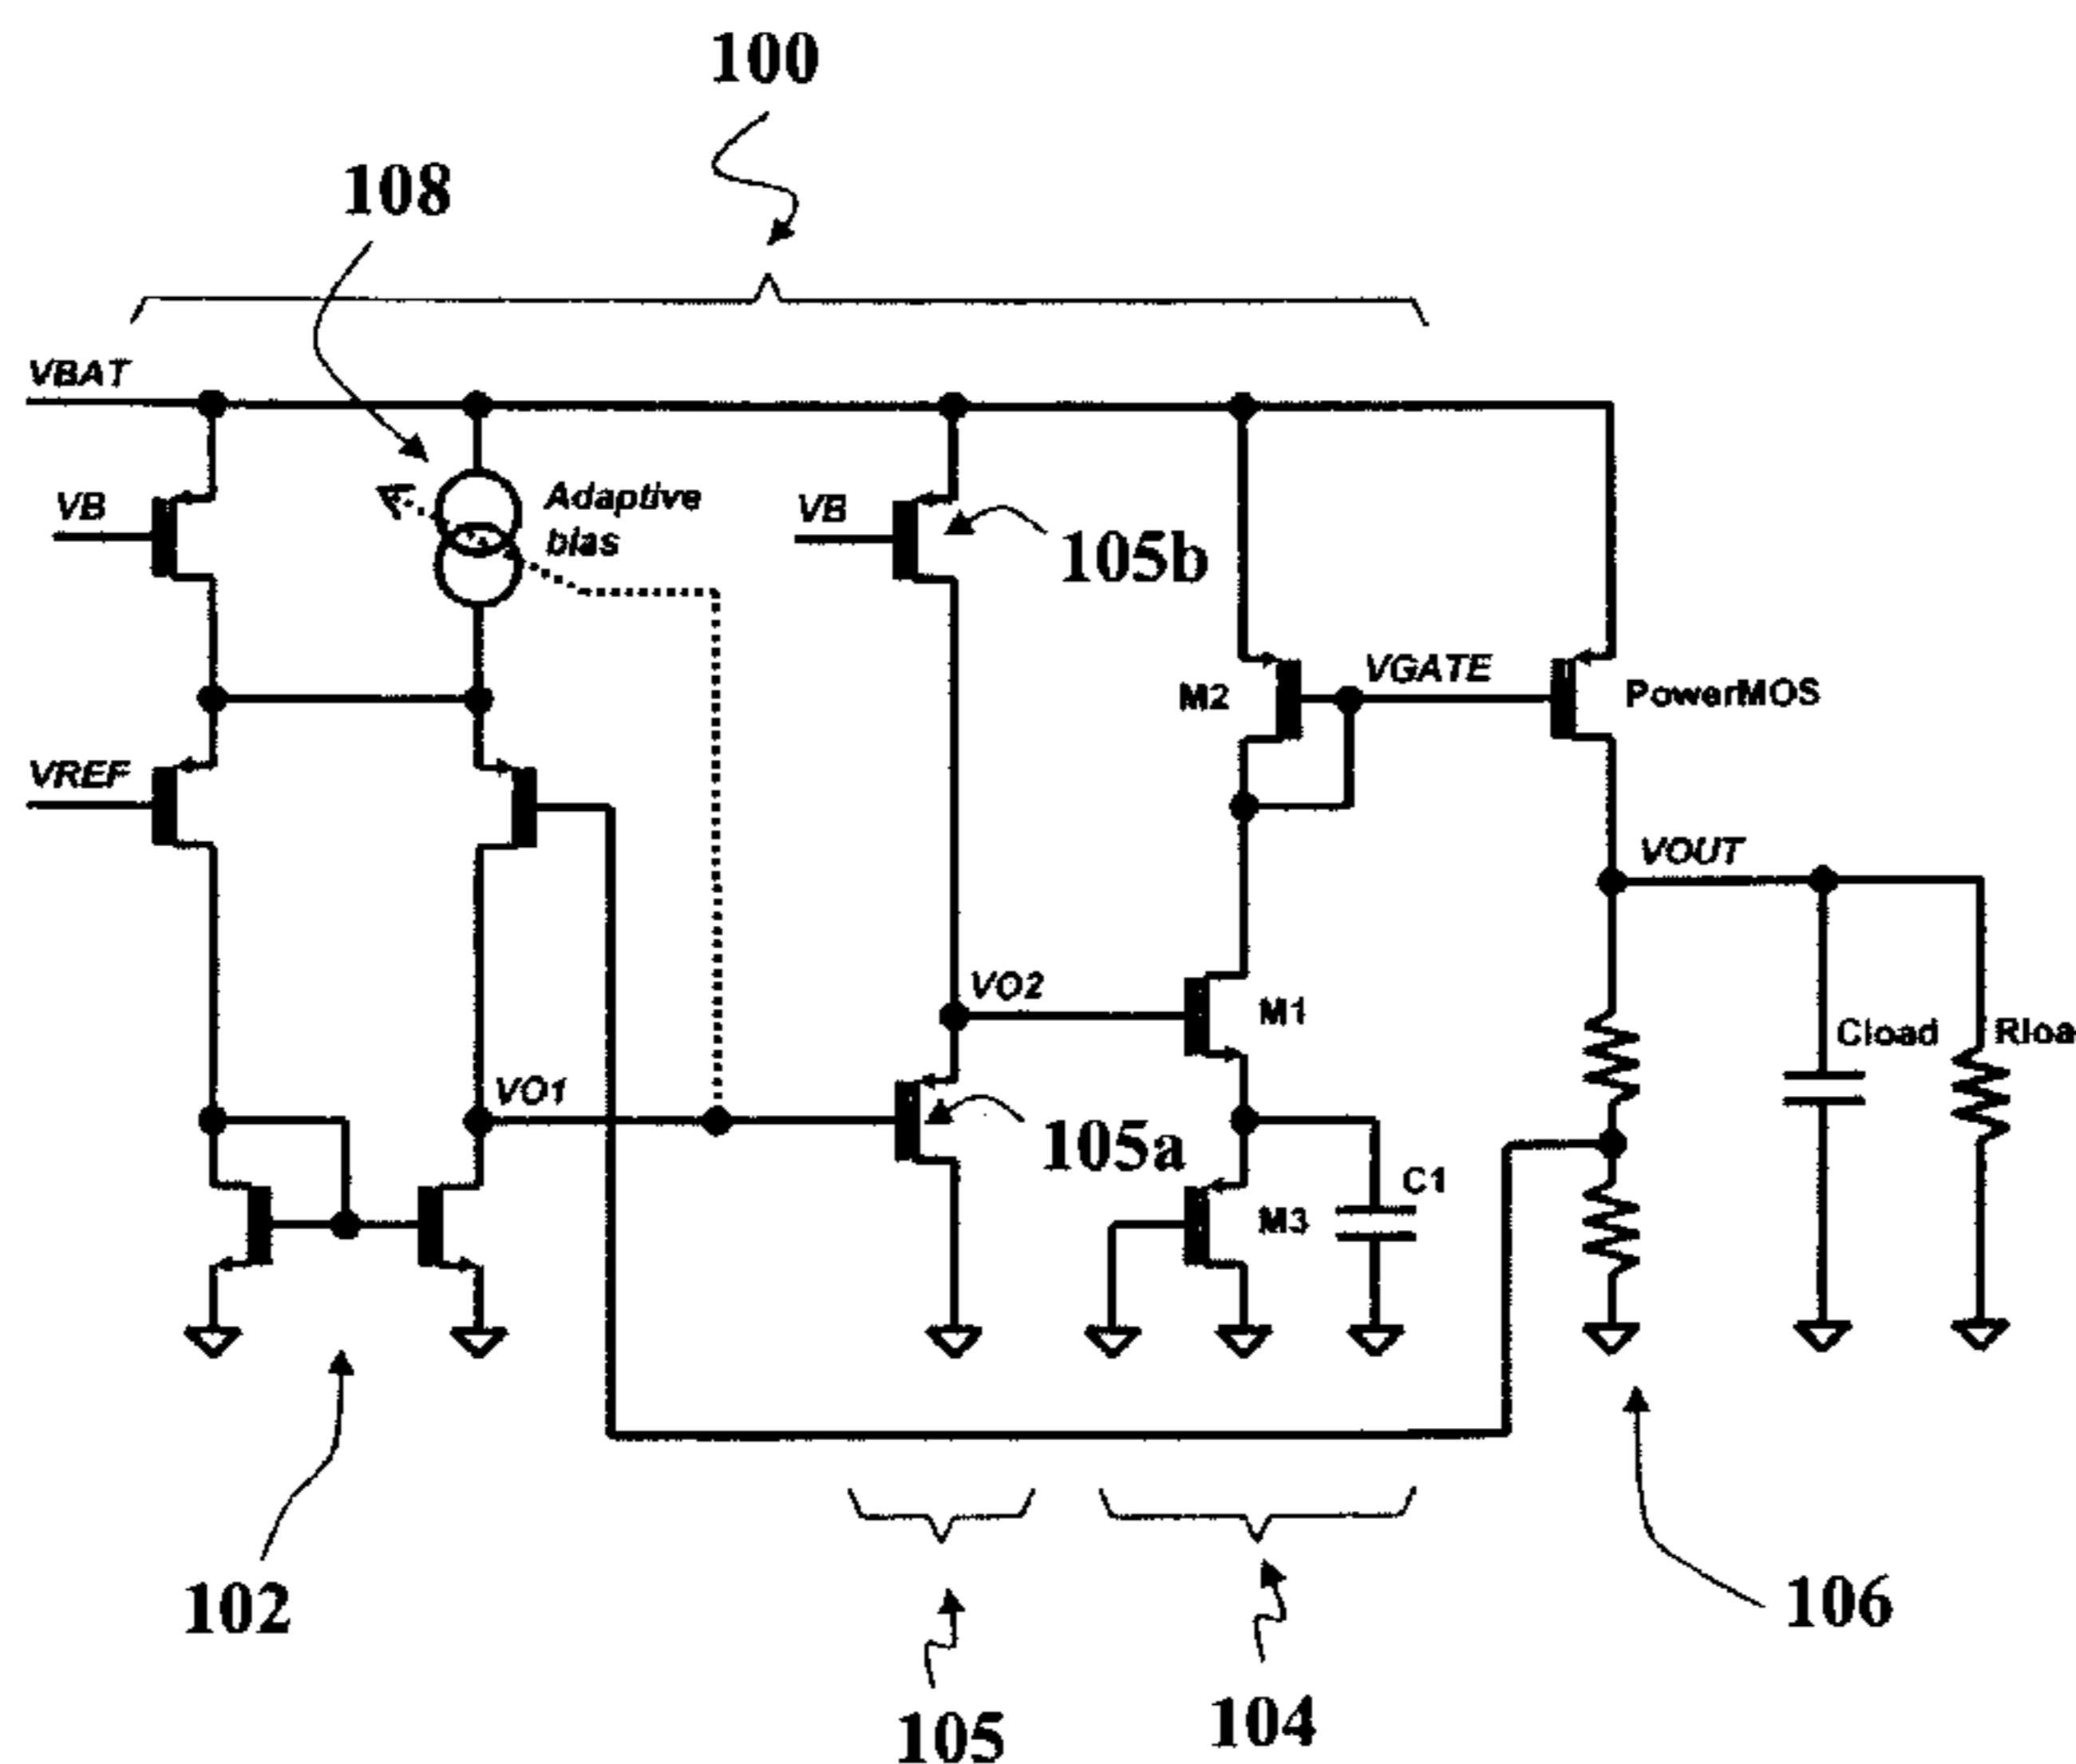 100
108
VBAT
VB
Adaptive
bias
VB
105b
M2
VGATE
PowerMOS
VREF
VOUT
VO2
M1
Cload
Rloa
VO1
105a
C1
M3
102
106
105
104